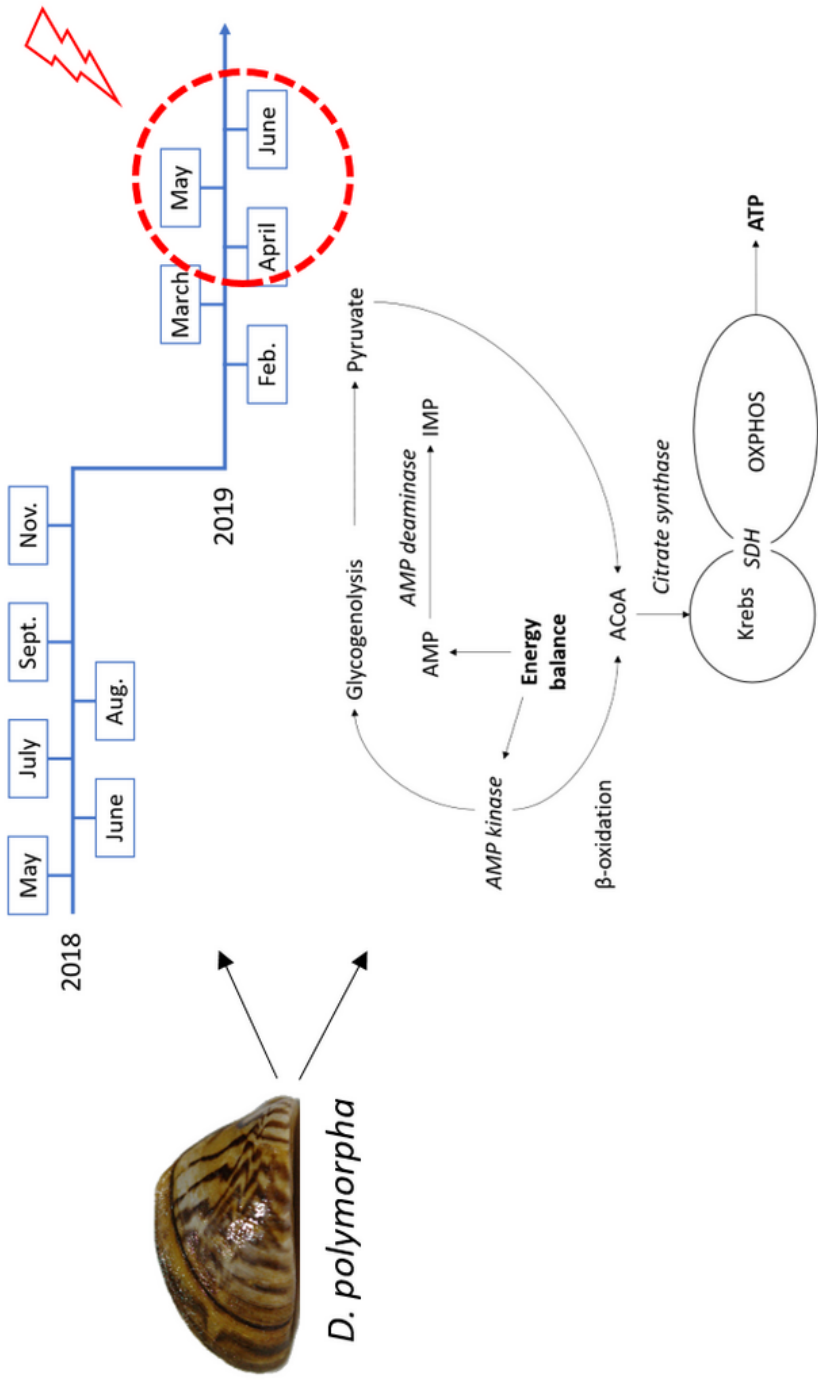 D. polymorpha
2018
May
June
July
Aug.
Sept.
Nov.
2019
Feb.
March
April
May
June
Glycogenolysis
Pyruvate
AMP kinase
AMP
AMP deaminase
IMP
Energy
balance
β-oxidation
ACoA
Citrate synthase
Krebs
SDH
OXPHOS
ATP